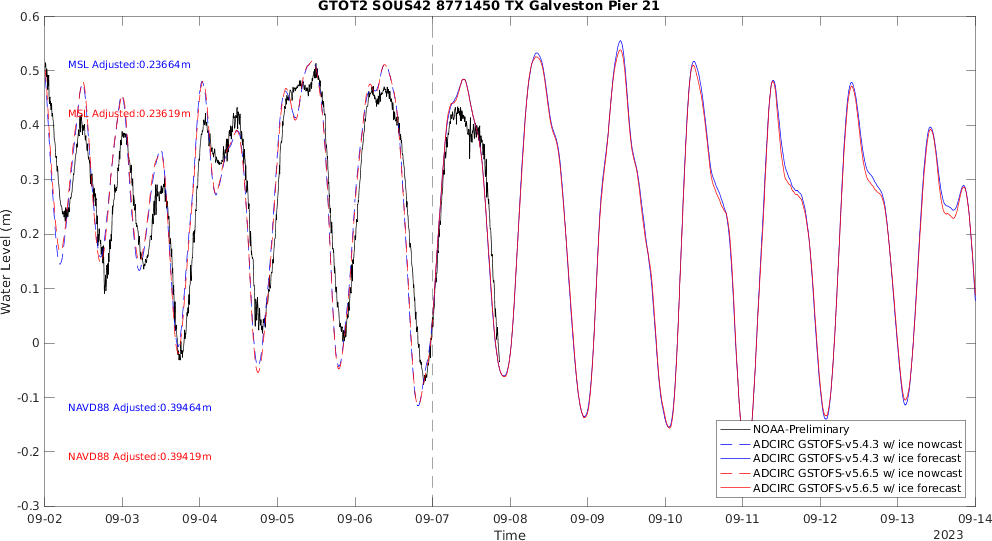 GTOT2 SOUS42 8771450 TX Galveston Pier 21
0.6
0.5
0.4
0.3
0.2
0.1
0
-0.1
-0.2
-0.3
Water Level (m)
MSL Adjusted:0.23664m
MSL Adjusted:0.23619m
NAVD88 Adjusted:0.39464m
NAVD88 Adjusted:0.39419m
NOAA-Preliminary
ADCIRC GSTOFS-v5.4.3 w/ ice nowcast
ADCIRC GSTOFS-v5.4.3 w/ ice forecast
ADCIRC GSTOFS-v5.6.5 w/ ice nowcast
ADCIRC GSTOFS-v5.6.5 w/ ice forecast
09-02 09-03 09-04 09-05 09-06 09-07 09-08 09-09 09-10 09-11 09-12 09-13 09-14
Time
2023